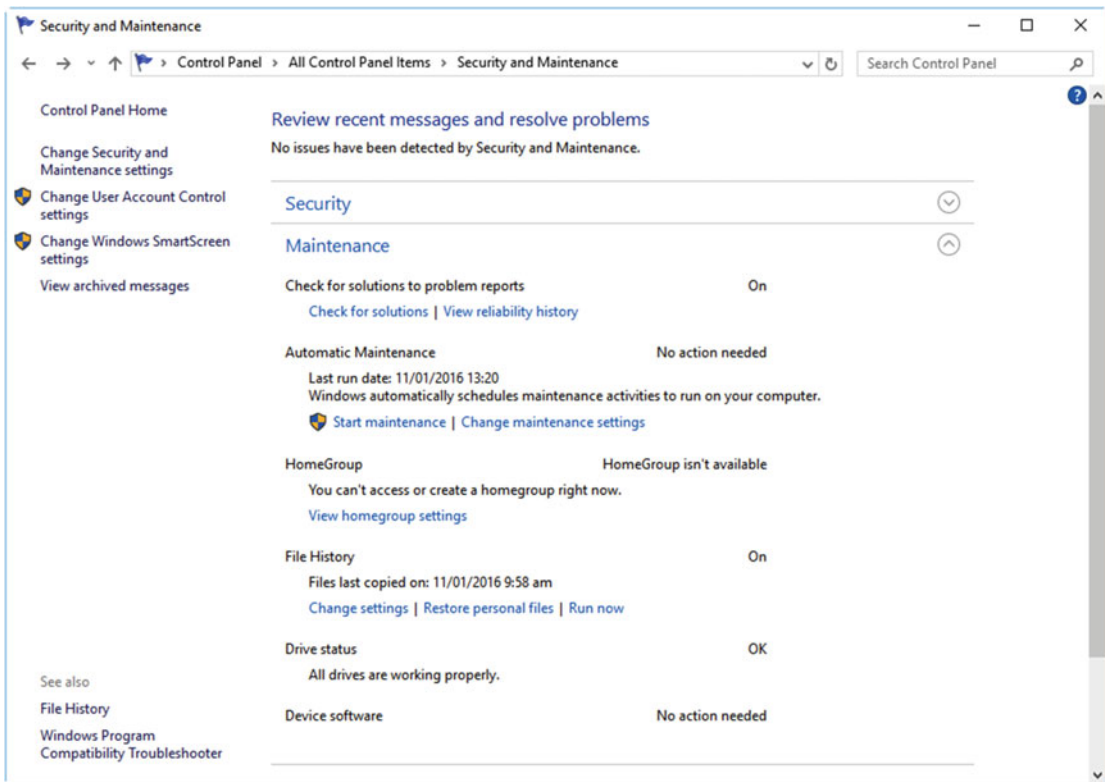 Security and Maintenance
Control Panel > All Control Panel Items > Security and Maintenance
Search Control Panel
Control Panel Home
Change Security and
Maintenance settings
Change User Account Control
settings
Change Windows SmartScreen
settings
View archived messages
See also
File History
Windows Program
Compatibility Troubleshooter
?
Review recent messages and resolve problems
No issues have been detected by Security and Maintenance.
Security
Maintenance
Check for solutions to problem reports On
Check for solutions | View reliability history
Automatic Maintenance No action needed
Last run date: 11/01/2016 13:20
Windows automatically schedules maintenance activities to run on your computer.
Start maintenance | Change maintenance settings
HomeGroup HomeGroup isn't available
You can't access or create a homegroup right now.
View homegroup settings
File History On
Files last copied on: 11/01/2016 9:58 am
Change settings | Restore personal files | Run now
Drive status OK
All drives are working properly.
Device software No action needed